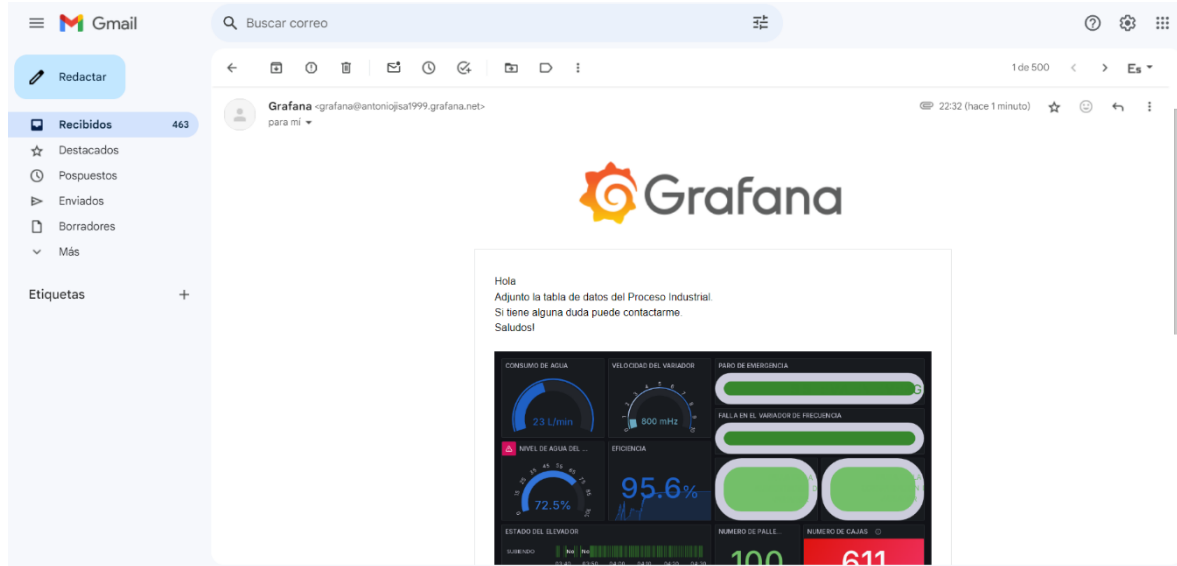 Gmail
Buscar correo
Redactar
1 de 500
Es
Grafana <grafana@antoniojisa1999.grafana.net>
22:32 (hace 1 minuto)
para mí
Recibidos 463
Destacados
Pospuestos
Enviados
Borradores
Más
Etiquetas
Grafana
Hola
Adjunto la tabla de datos del Proceso Industrial.
Si tiene alguna duda puede contactarme.
Saludos!
CONSUMO DE AGUA
23 L/min
VELOCIDAD DEL VARIADOR
800 mHz
PARO DE EMERGENCIA
FALLA EN EL VARIADOR DE FRECUENCIA
NIVEL DE AGUA DEL ...
72.5%
EFICIENCIA
95.6%
ESTADO DEL ELEVADOR
SUBIENDO No No
NUMERO DE PALLE...
100
NUMERO DE CAJAS
611